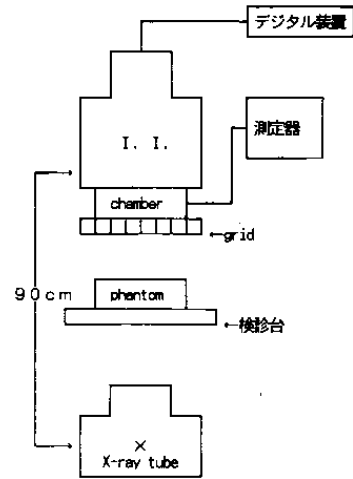 デジタル装置
I. I.
測定器
chamber
grid
90cm
phantom
検診台
×
X-ray tube